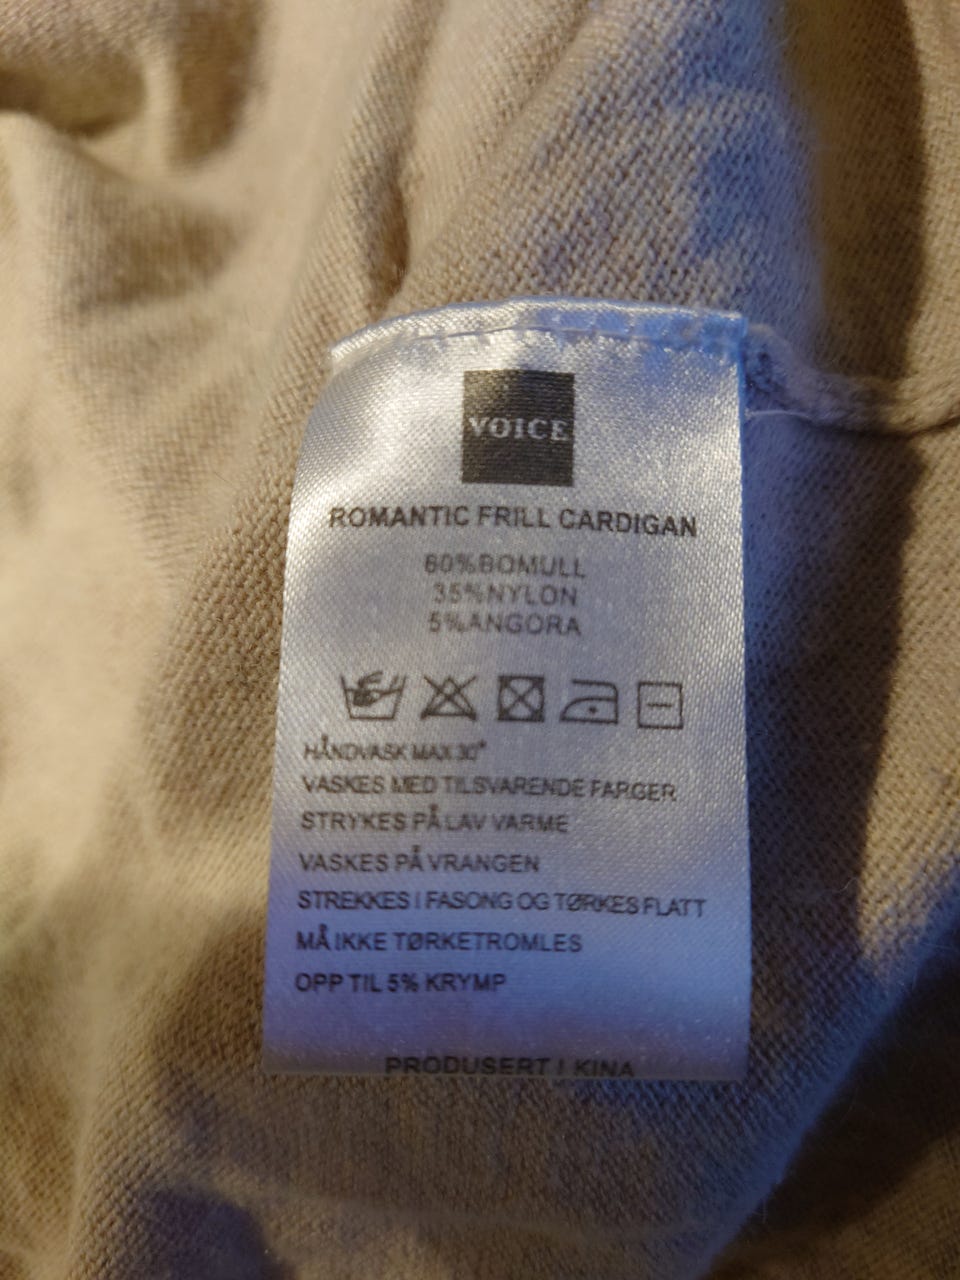 VOICE
ROMANTIC FRILL CARDIGAN
60%BOMULL
35%NYLON
5%ANGORA
HÅNDVASK MAX 30°
VASKES MED TILSVARENDE FARGER
STRYKES PÅ LAV VARME
VASKES PÅ VRANGEN
STREKKES I FASONG OG TØRKES FLATT
MÅ IKKE TØRKETROMLES
OPP TIL 5% KRYMP
PRODUSERT I KINA